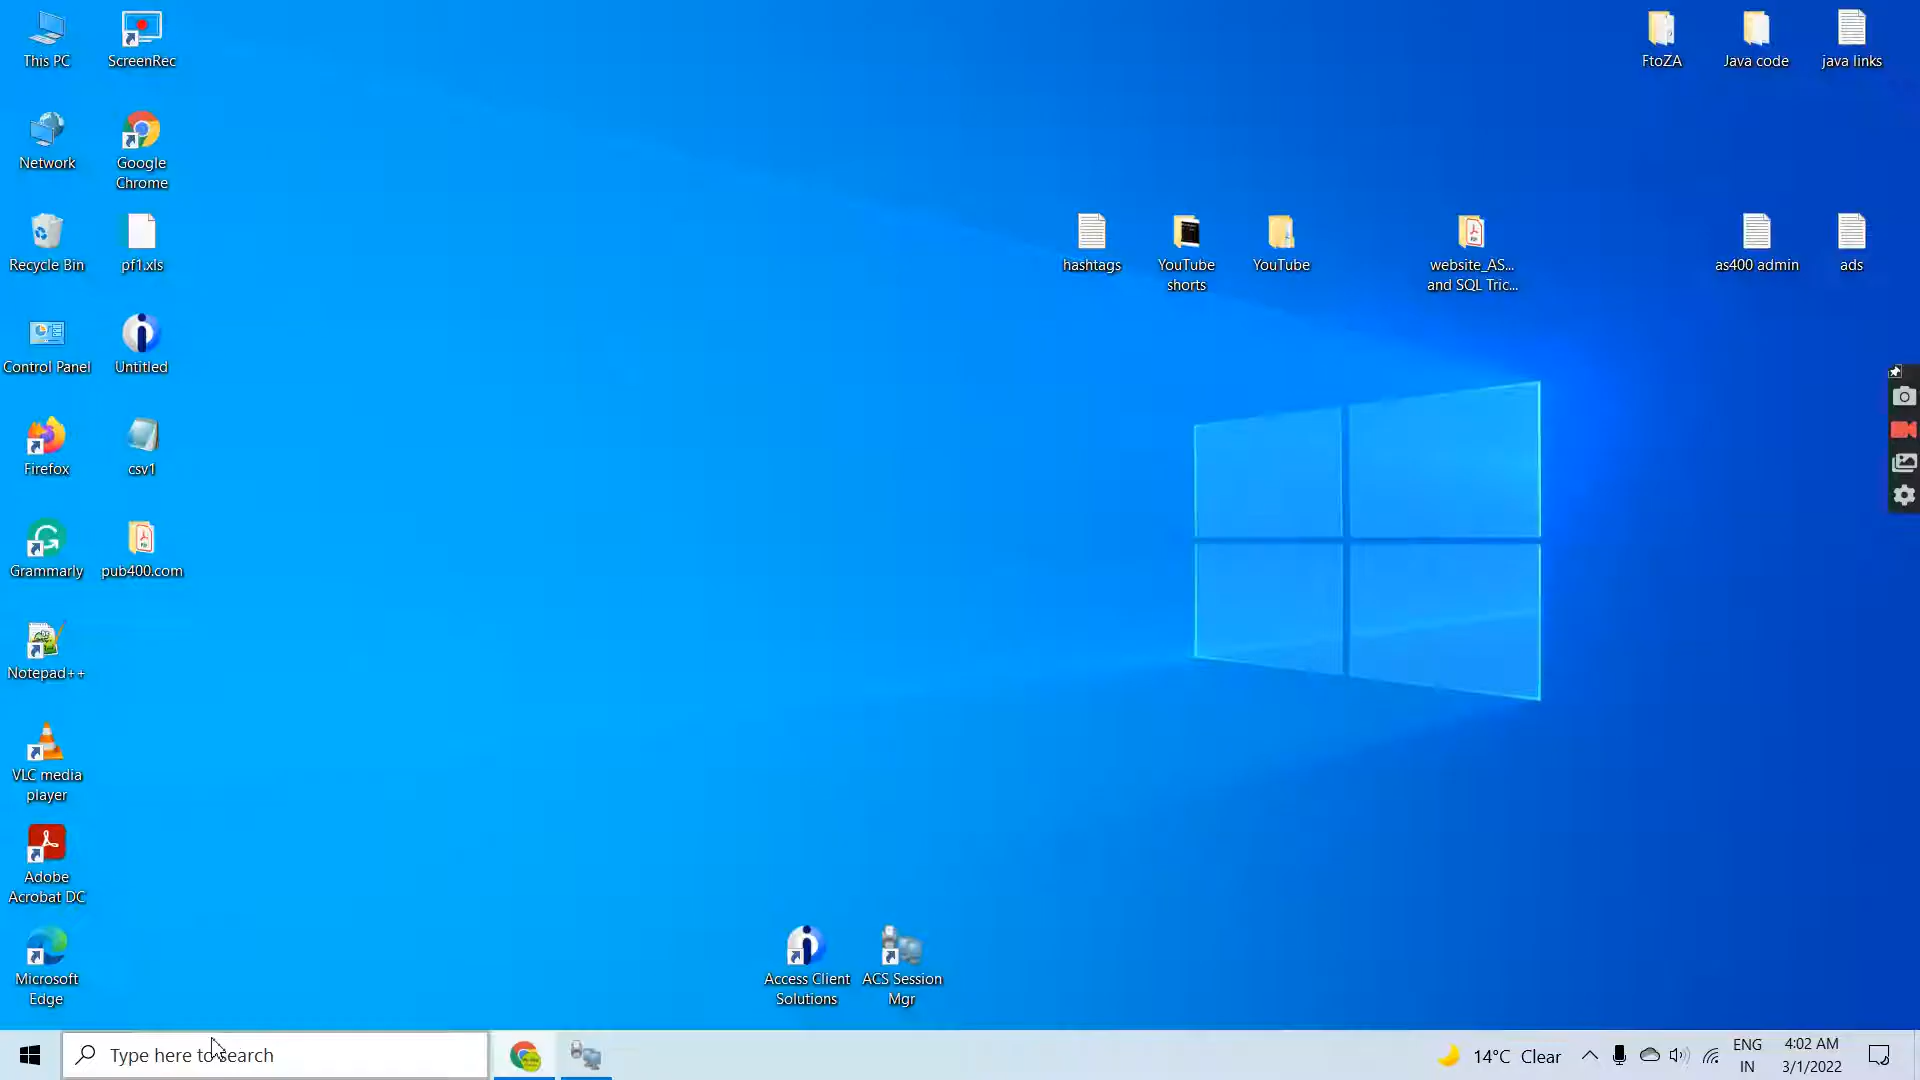 This PC
ScreenRec
FtoZA
Java code
java links
Network
Google
Chrome
Recycle Bin
pf1.xls
hashtags
YouTube
shorts
YouTube
website_AS...
and SQL Tric...
as400 admin
ads
Control Panel
Untitled
Firefox
csv1
Grammarly
pub400.com
Notepad++
VLC media
player
Adobe
Acrobat DC
Microsoft
Edge
Access Client
Solutions
ACS Session
Mgr
Type here to search
14°C Clear
ENG
IN
4:02 AM
3/1/2022